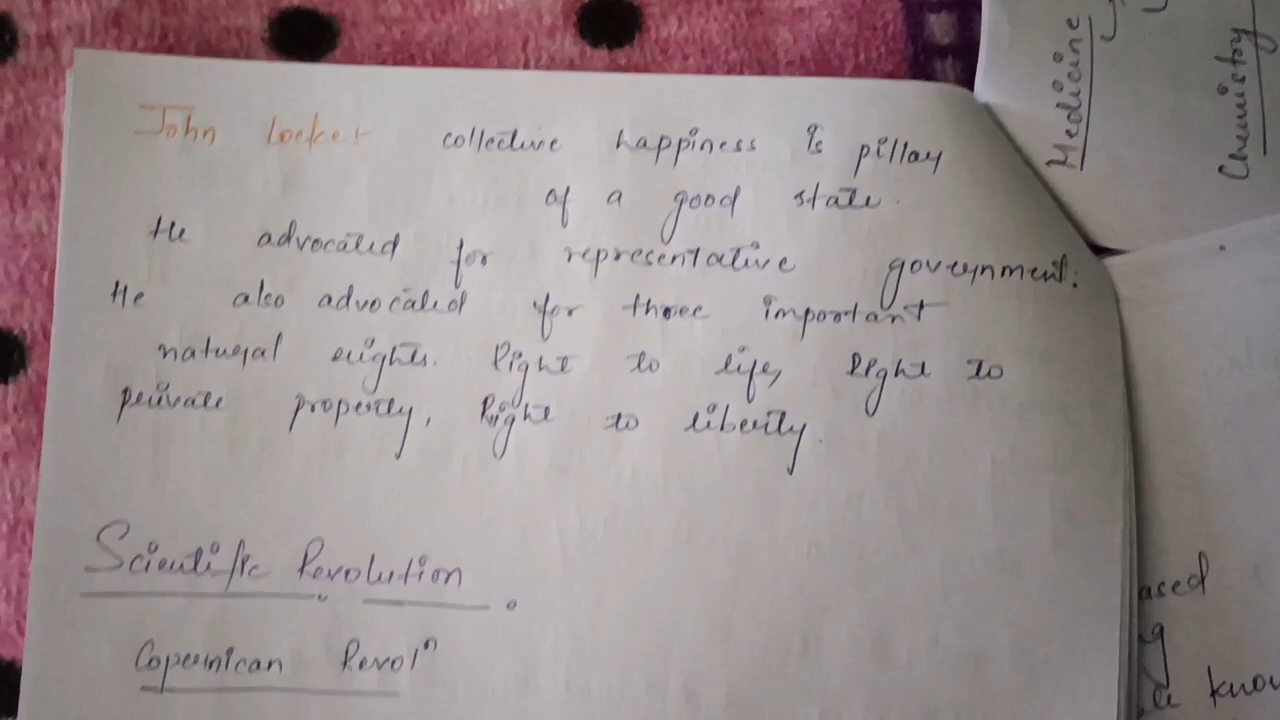 John Locke collective happiness is pillar
of a good state.
He advocated for representative government.
He also advocated for three important
natural rights. Right to life, Right to
private property, Right to liberty.
Scientific Revolution.
Copernican Revolⁿ
Medicine
Chemistry
ased
g
know